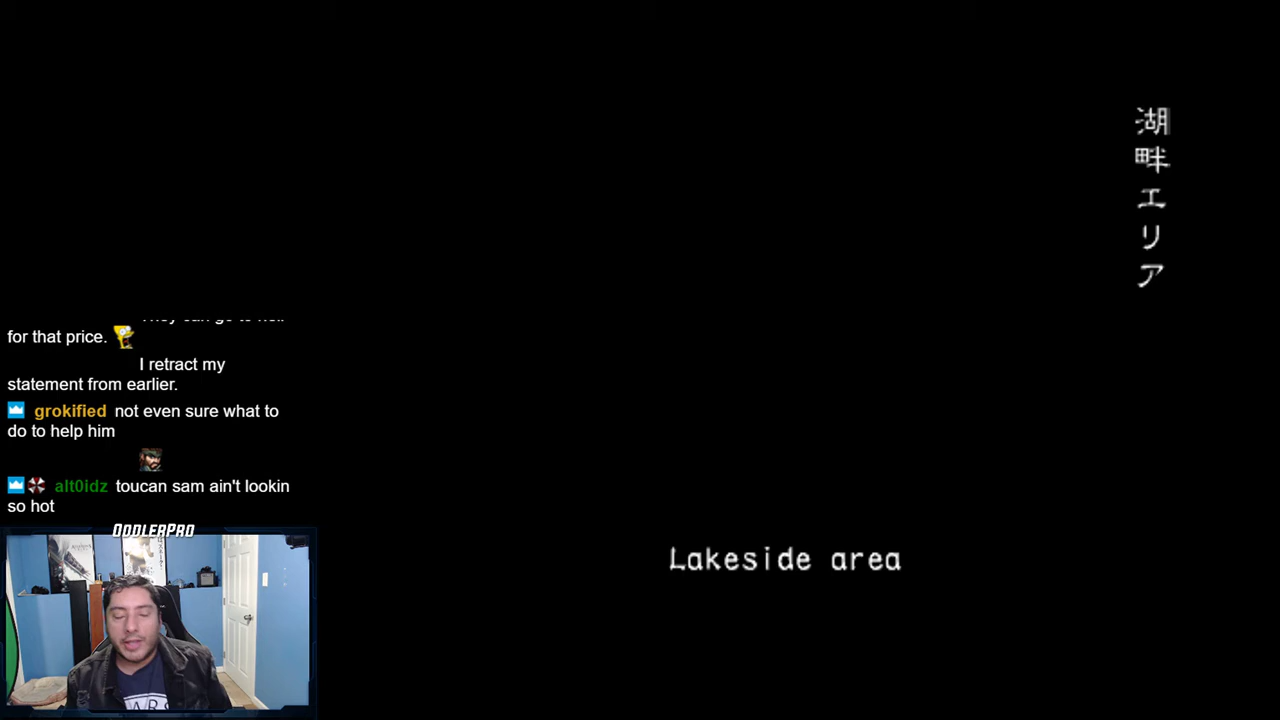 湖畔エリア
for that price.
I retract my
statement from earlier.
grokified not even sure what to
do to help him
alt0idz toucan sam ain't lookin
so hot
OddlerPro
Lakeside area